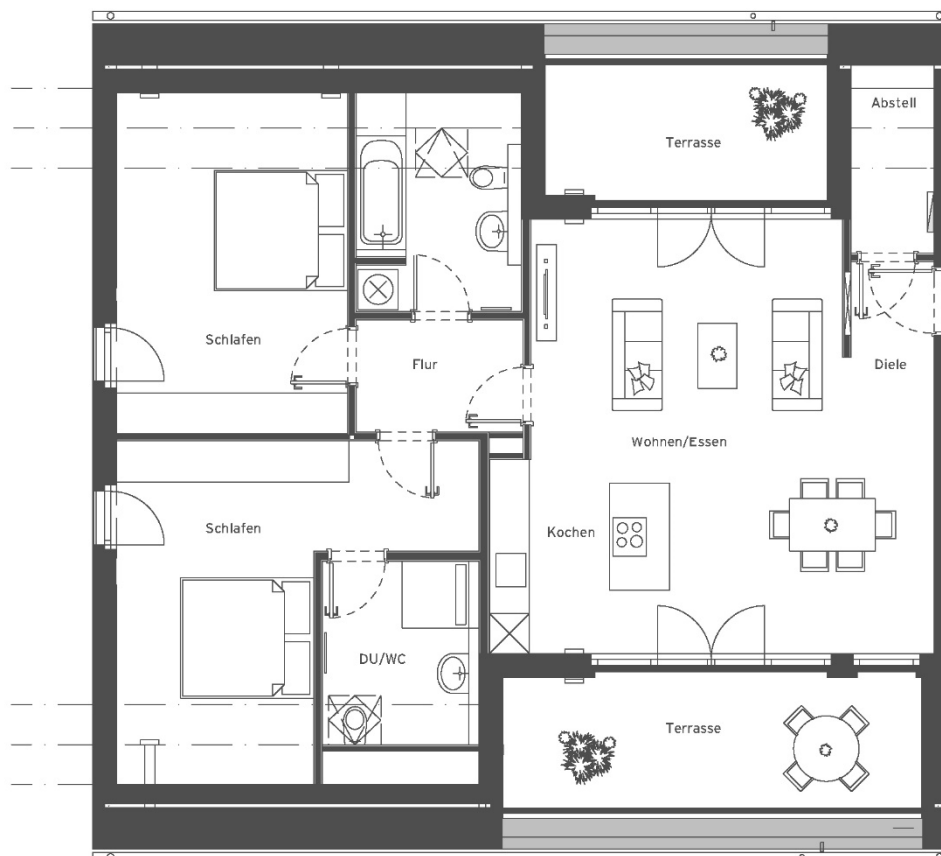 Abstell
Terrasse
Schlafen
Flur
Diele
Wohnen/Essen
Schlafen
Kochen
DU/WC
Terrasse